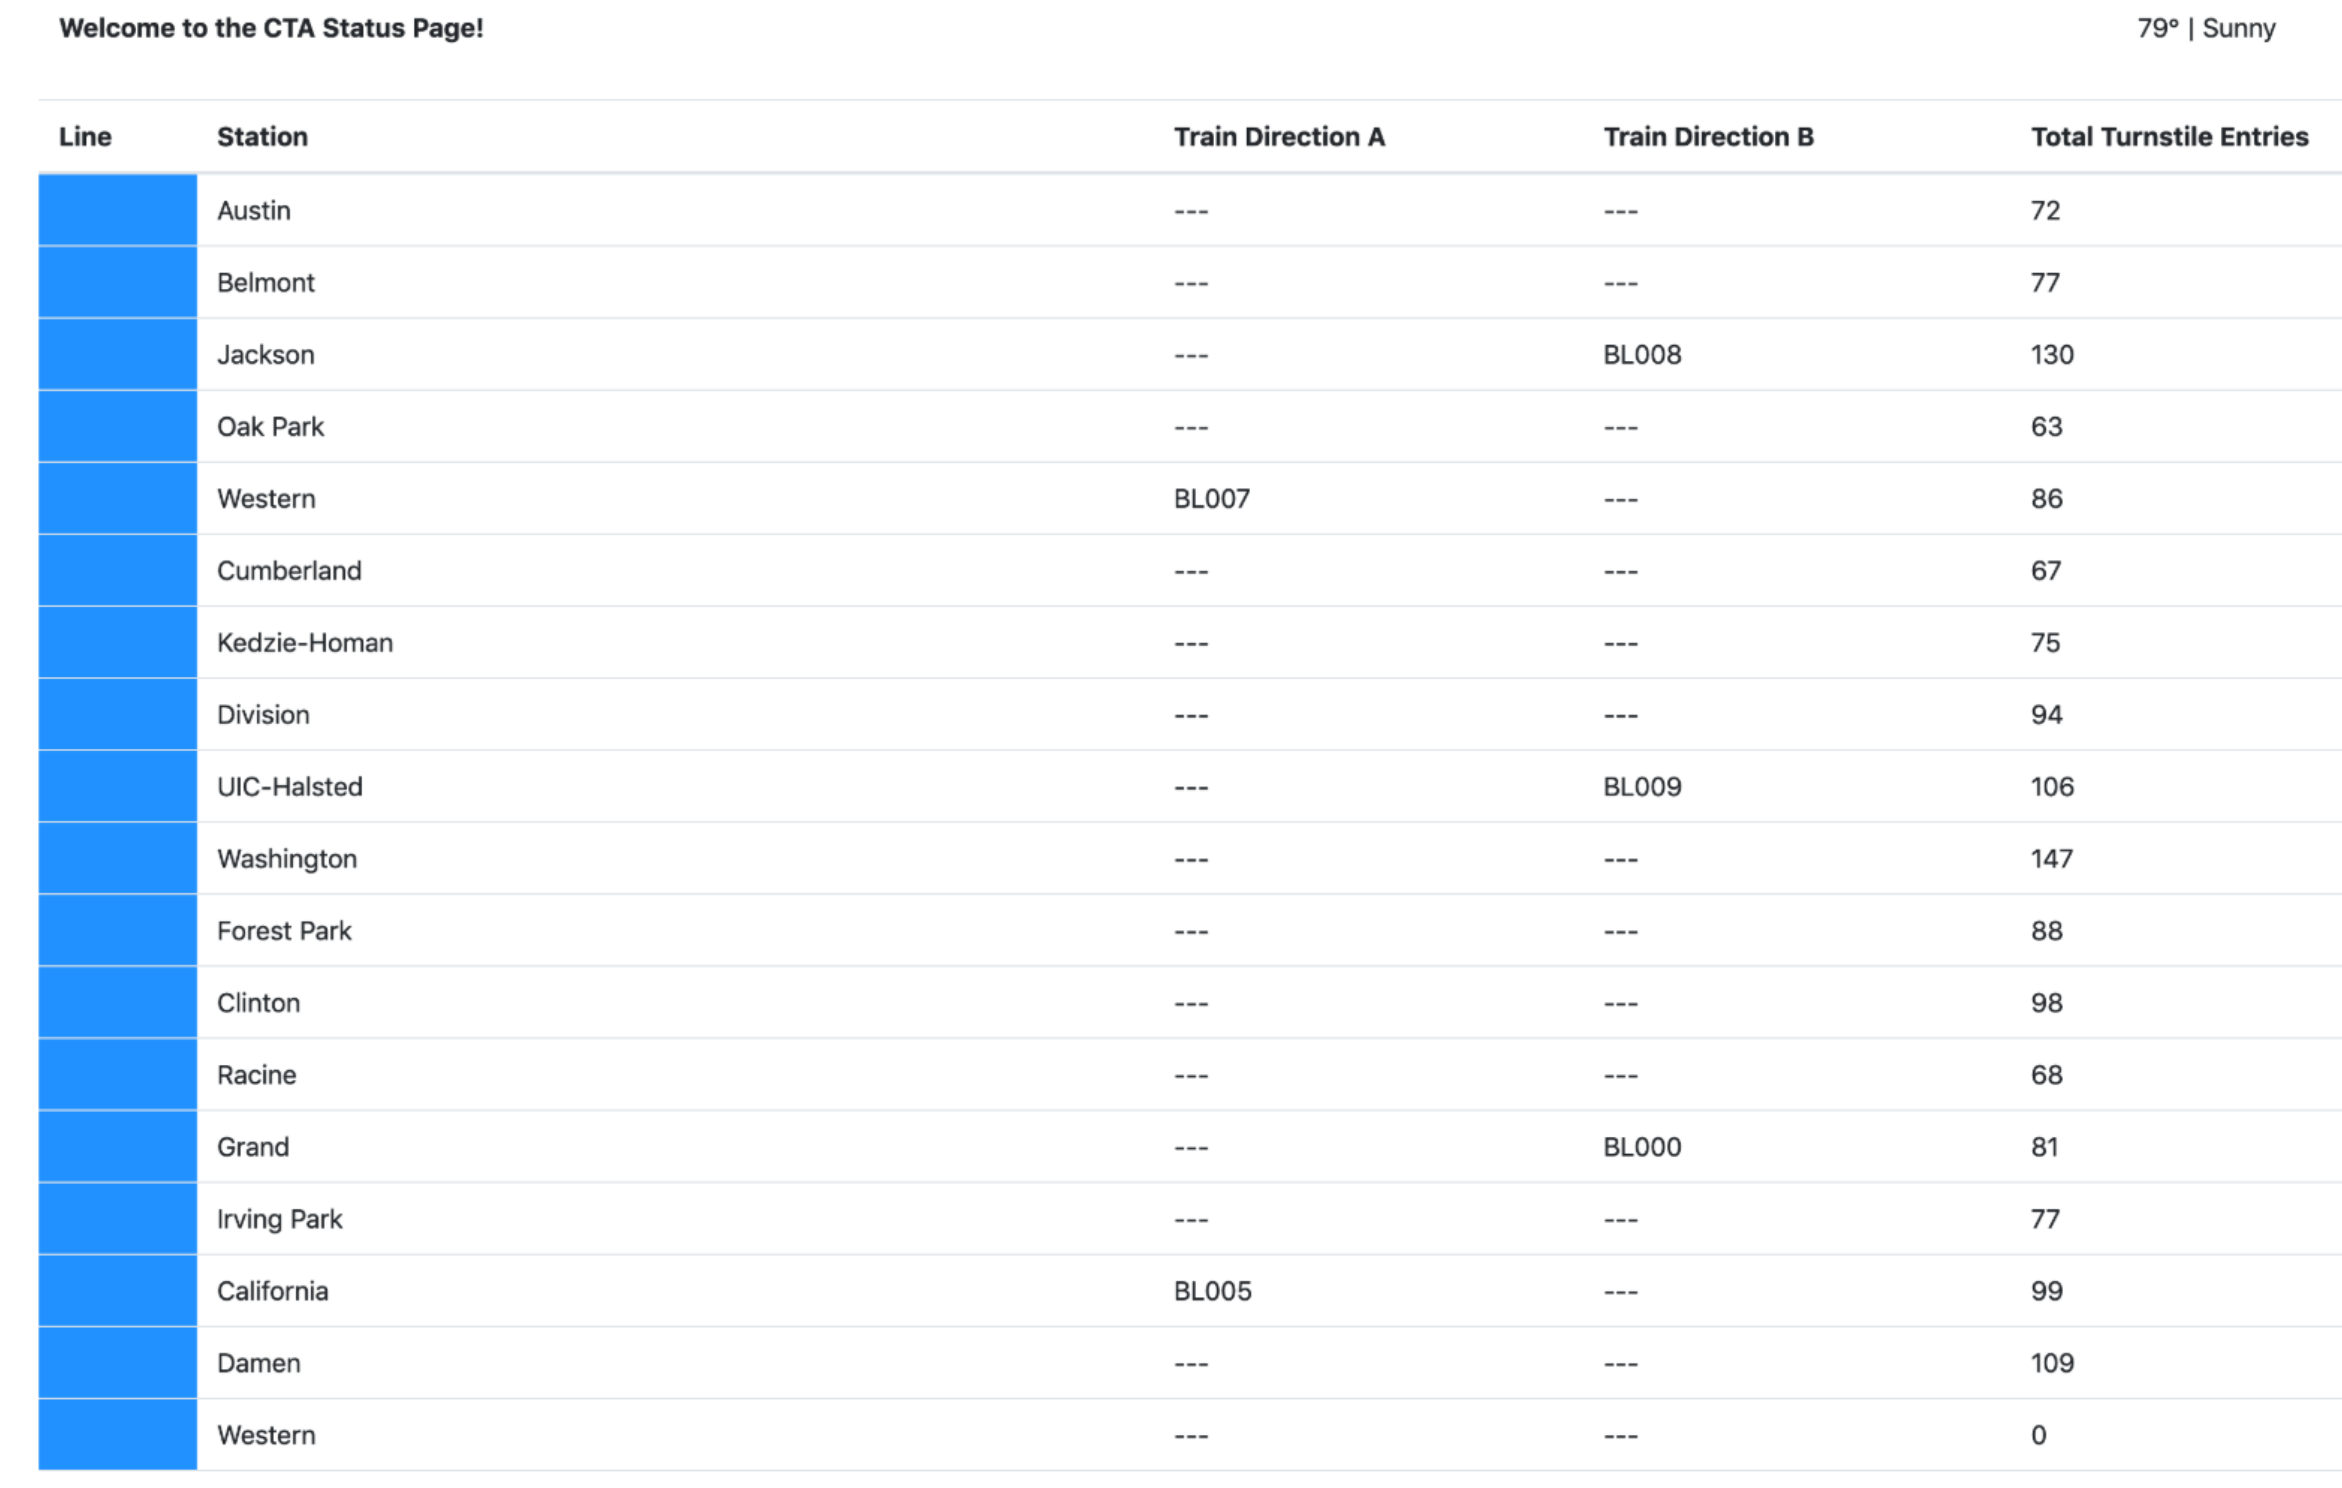 Welcome to the CTA Status Page! 79° | Sunny
Line Station Train Direction A Train Direction B Total Turnstile Entries
Austin --- --- 72
Belmont --- --- 77
Jackson --- BL008 130
Oak Park --- --- 63
Western BL007 --- 86
Cumberland --- --- 67
Kedzie-Homan --- --- 75
Division --- --- 94
UIC-Halsted --- BL009 106
Washington --- --- 147
Forest Park --- --- 88
Clinton --- --- 98
Racine --- --- 68
Grand --- BL000 81
Irving Park --- --- 77
California BL005 --- 99
Damen --- --- 109
Western --- --- 0